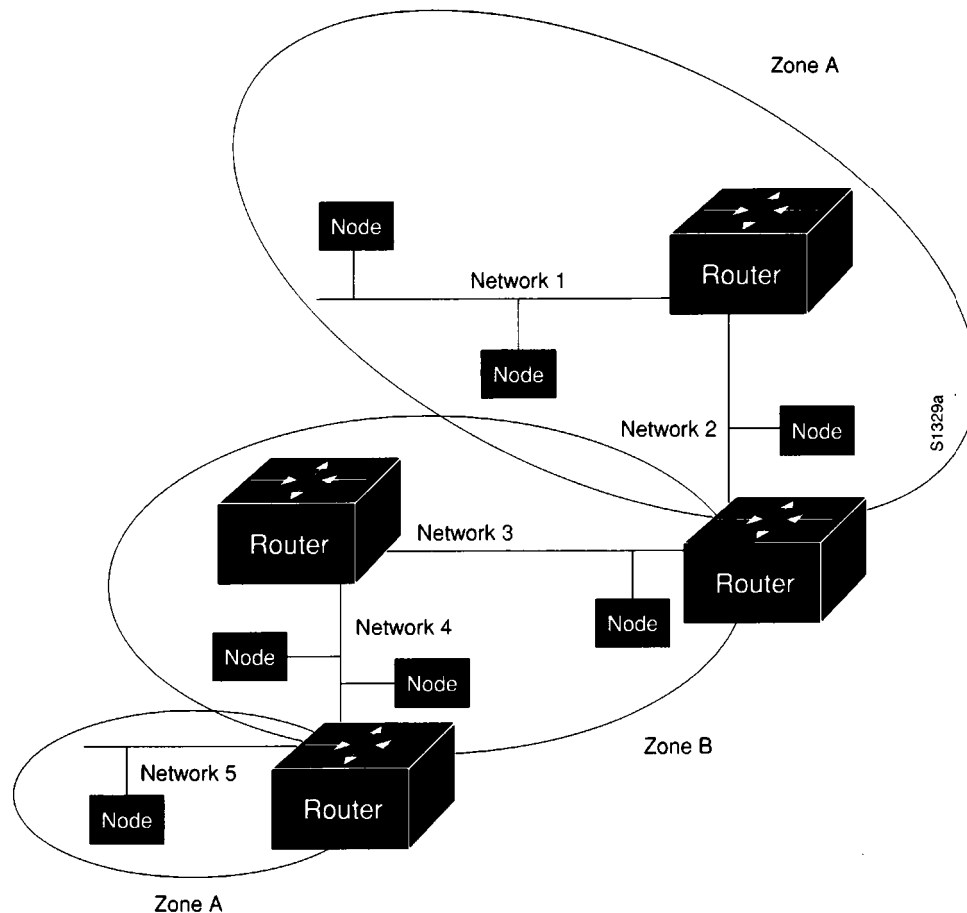 Zone A
Node
Router
Network 1
Node
Network 2
Node
S1329a
Router
Network 3
Router
Node
Network 4
Node
Node
Zone B
Network 5
Router
Node
Zone A